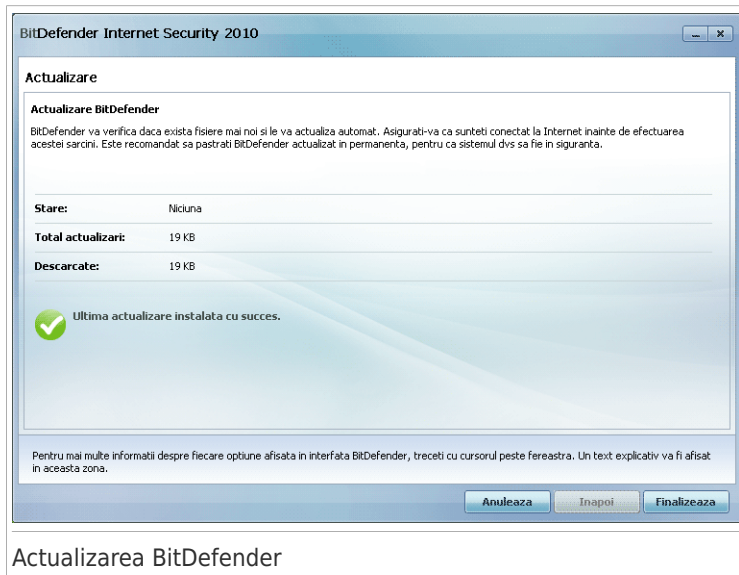 BitDefender Internet Security 2010
Actualizare
Actualizare BitDefender
BitDefender va verifica daca exista fisiere mai noi si le va actualiza automat. Asigurati-va ca sunteti conectat la Internet inainte de efectuarea
acestei sarcini. Este recomandat sa pastrati BitDefender actualizat in permanenta, pentru ca sistemul dvs sa fie in siguranta.
Stare: Niciuna
Total actualizari: 19 KB
Descarcate: 19 KB
Ultima actualizare instalata cu succes.
Pentru mai multe informatii despre fiecare optiune afisata in interfata BitDefender, treceti cu cursorul peste fereastra. Un text explicativ va fi afisat
in aceasta zona.
Anuleaza Inapoi Finalizeaza
Actualizarea BitDefender